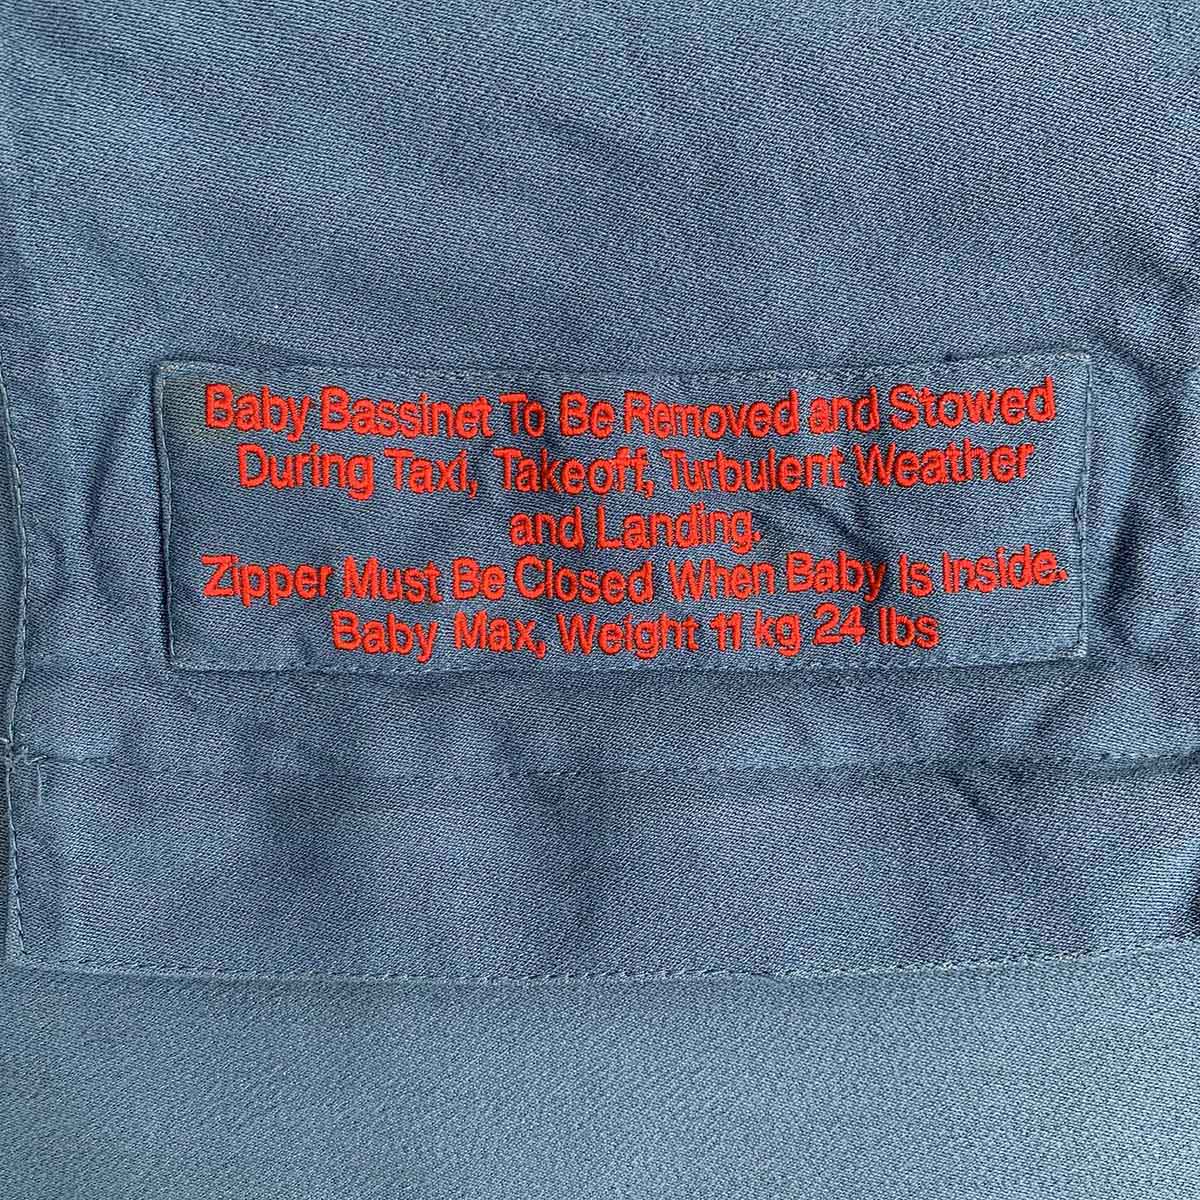 Baby Bassinet To Be Removed and Stowed
During Taxi, Takeoff, Turbulent Weather
and Landing.
Zipper Must Be Closed When Baby Is Inside.
Baby Max, Weight 11 kg 24 lbs